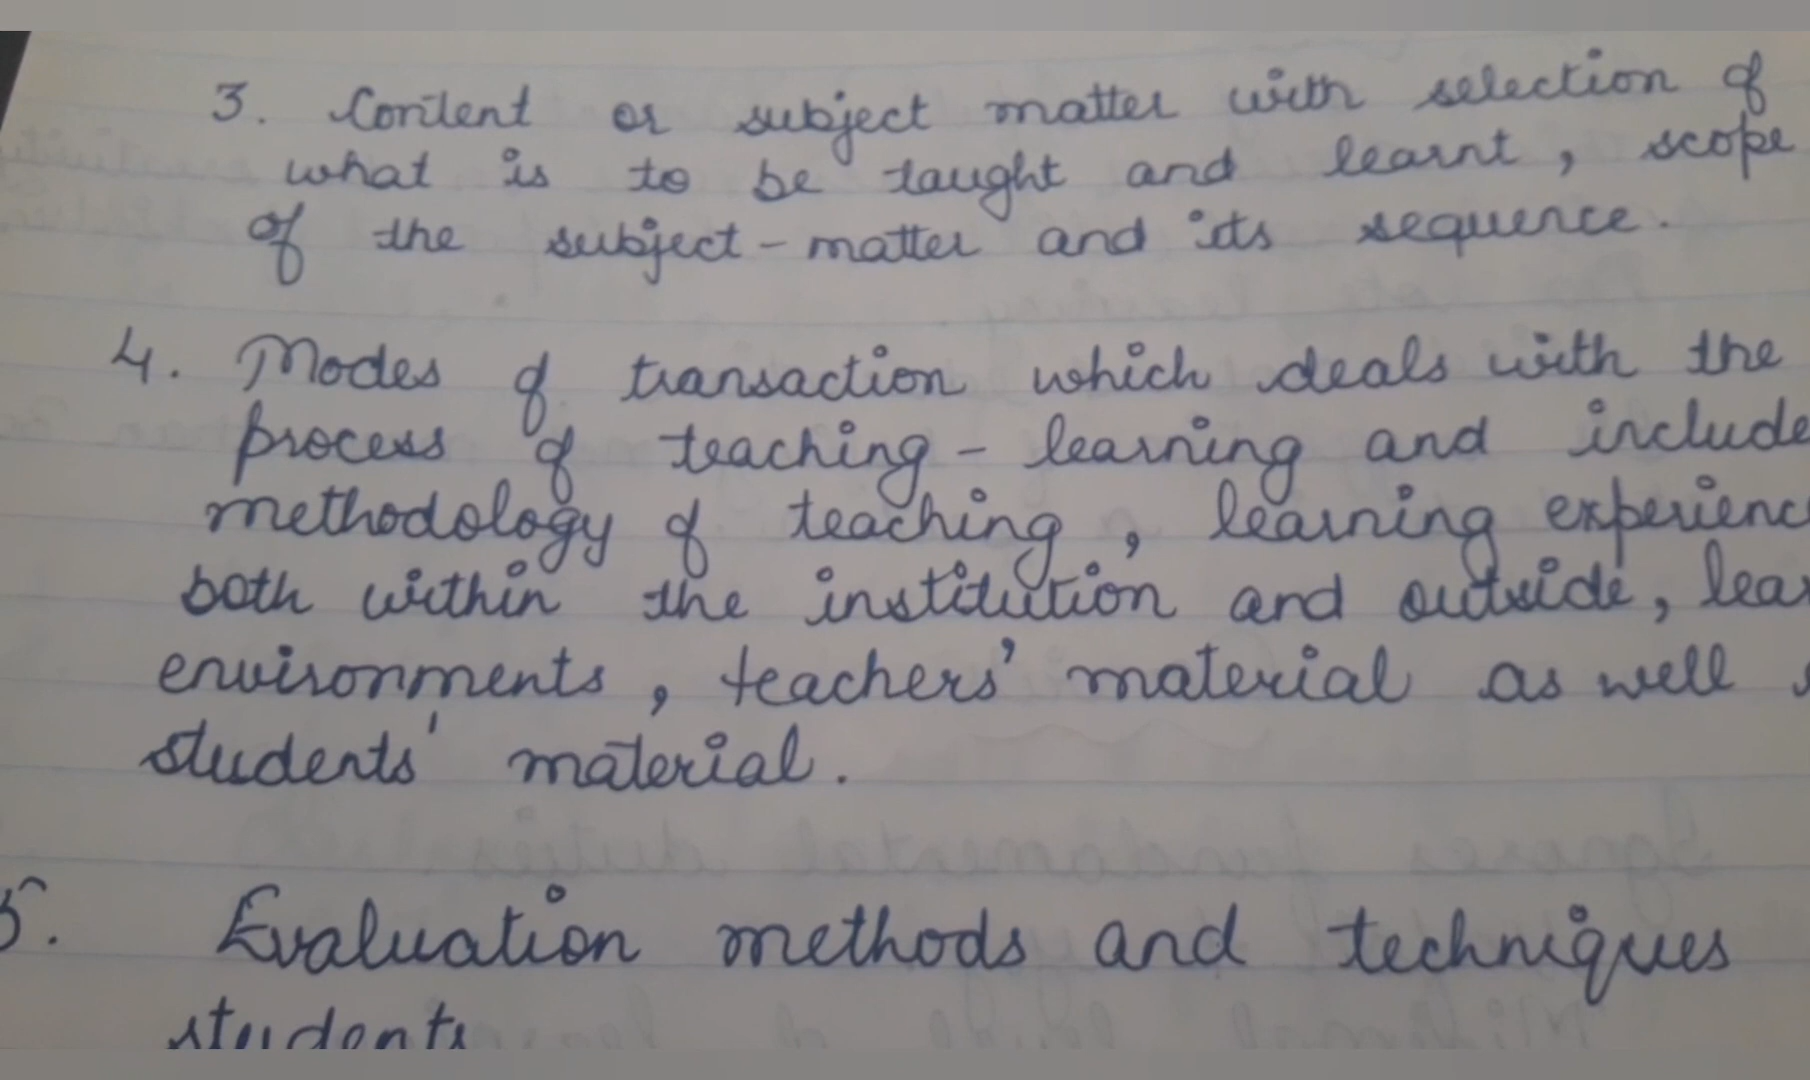 3. Content or subject matter with selection of
what is to be taught and learnt, scope
of the subject-matter and its sequence.
4. Modes of transaction which deals with the
process of teaching - learning and include
methodology of teaching, learning experienc
both within the institution and outside, lear
environments, teachers' material as well
students' material.
5. Evaluation methods and techniques
students